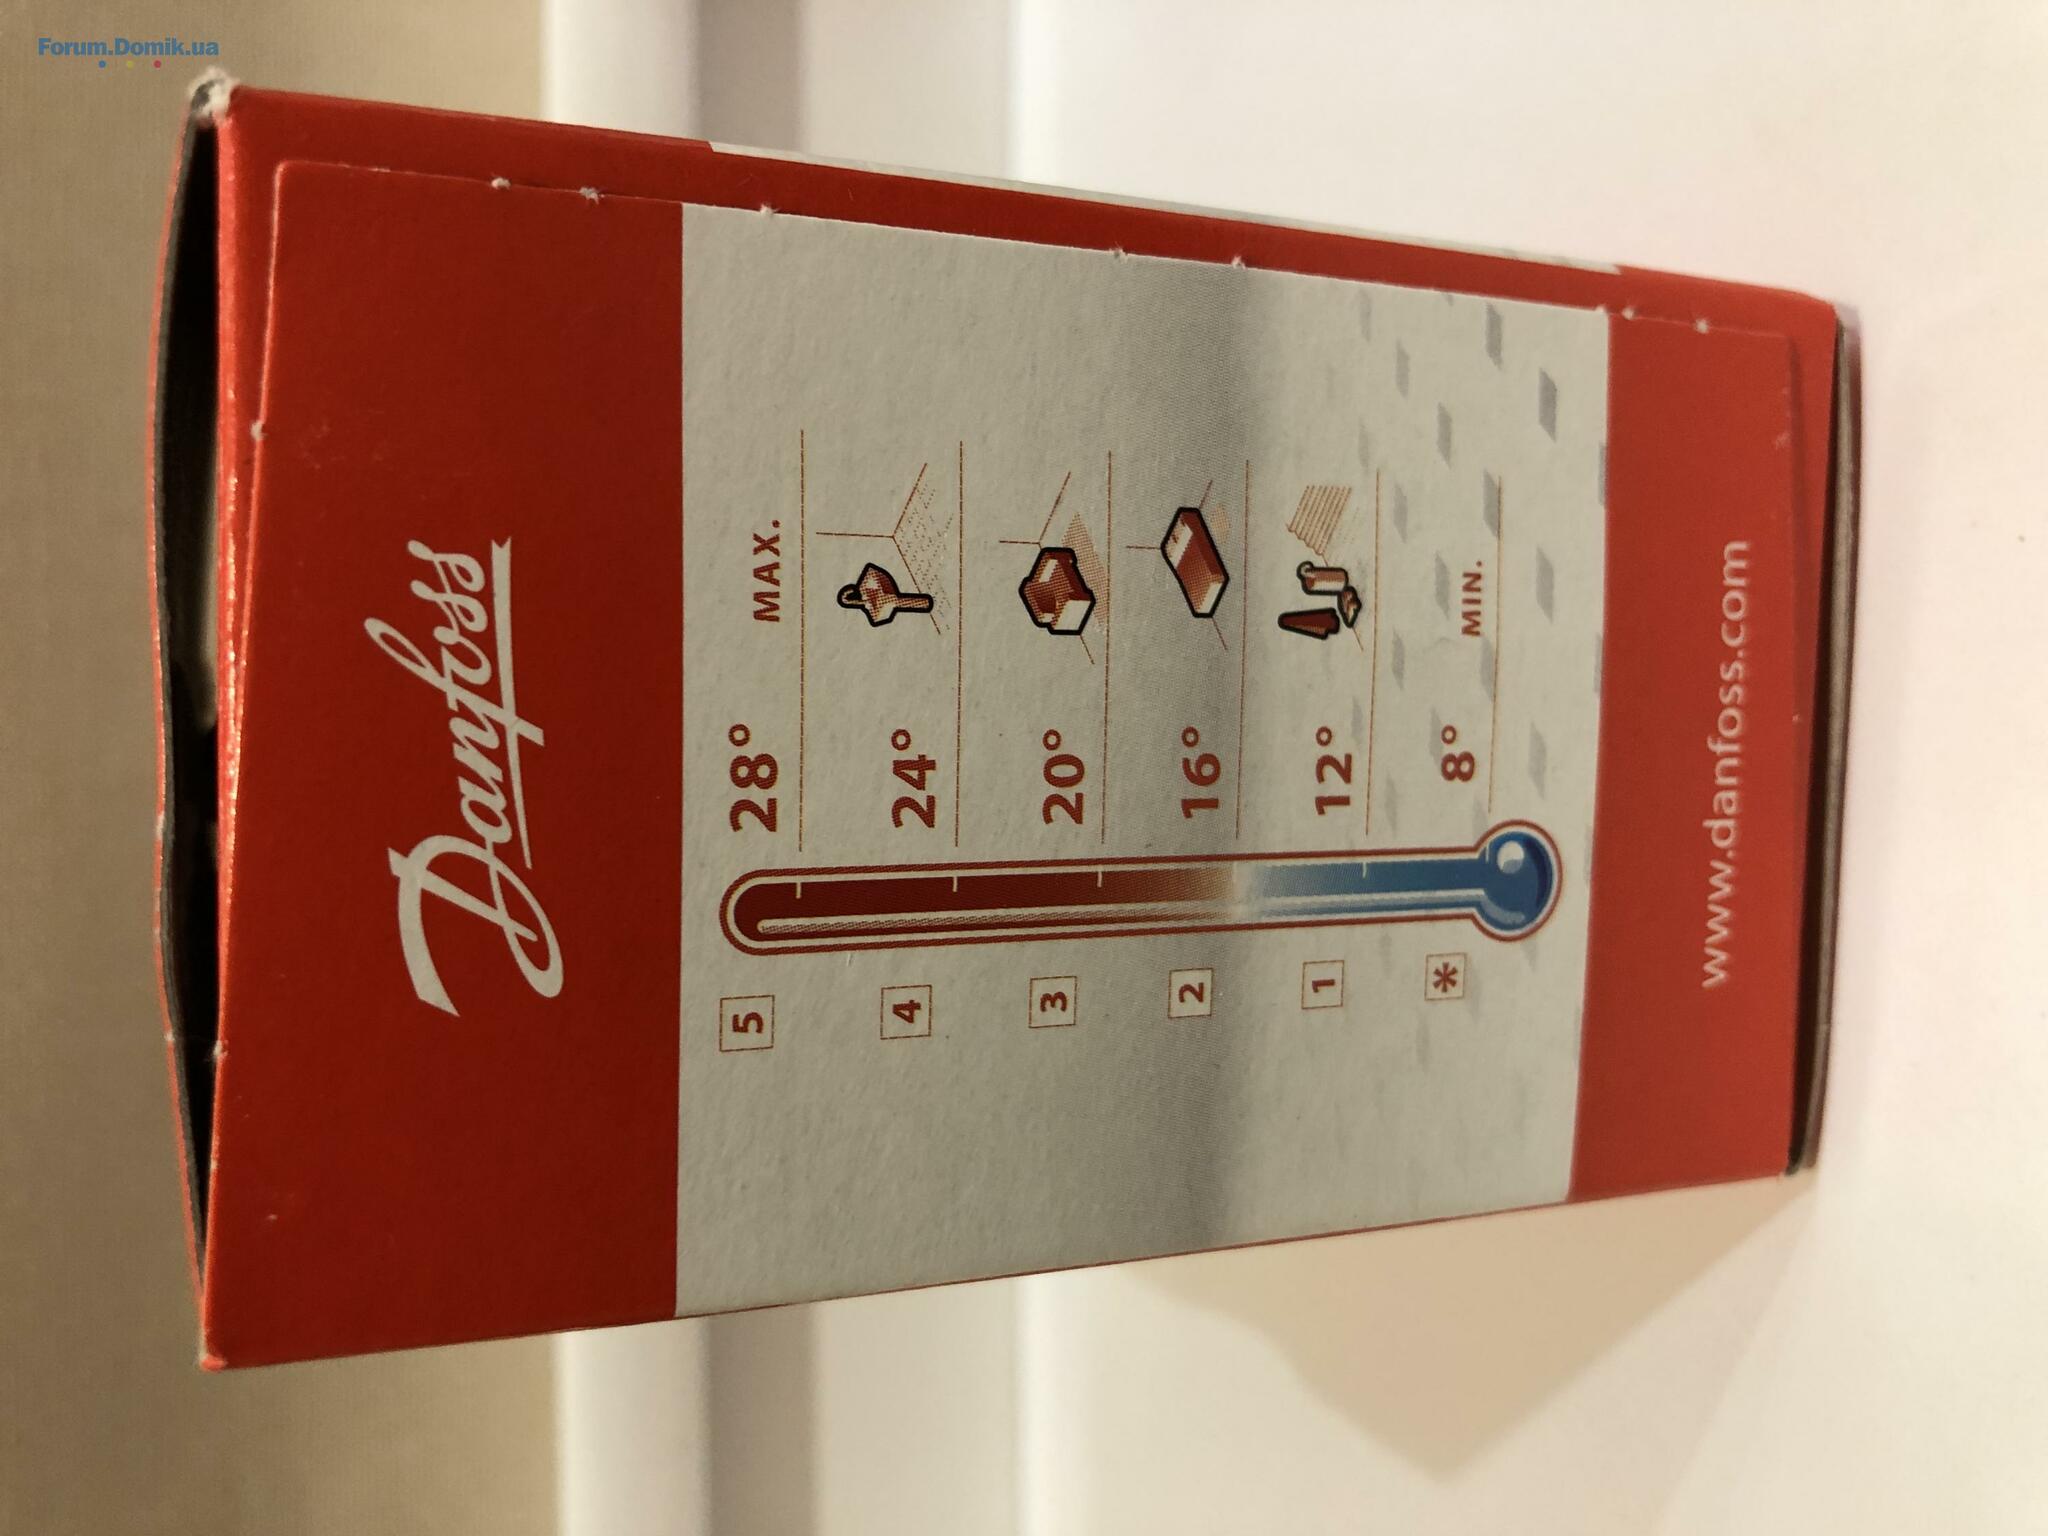 Forum.Domik.ua
Danfoss
5 28° MAX.
4 24°
3 20°
2 16°
1 12°
* 8° MIN.
www.danfoss.com